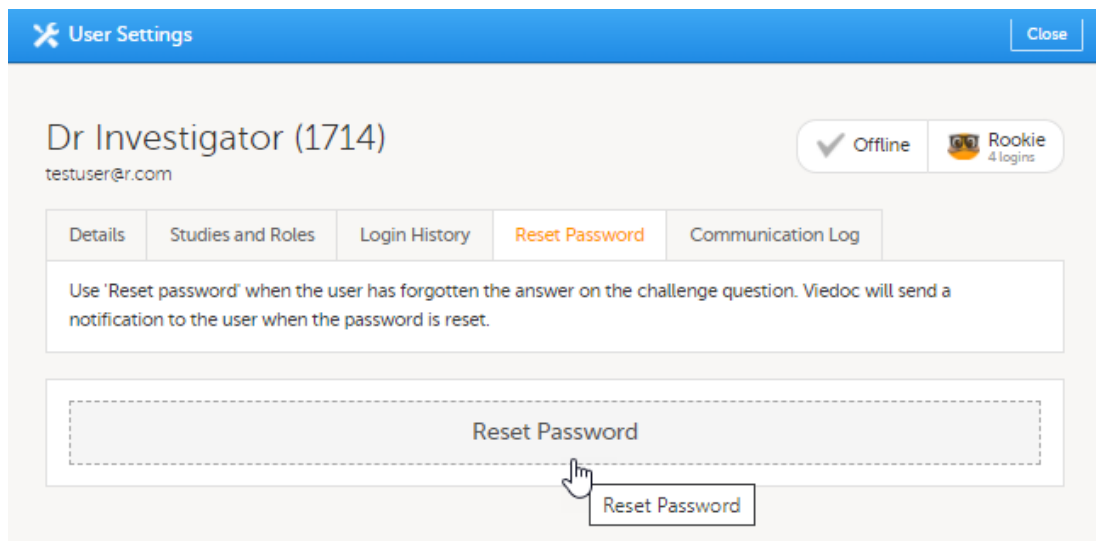 User Settings
Close
Dr Investigator (1714)
testuser@r.com
Offline
Rookie
4 logins
Details
Studies and Roles
Login History
Reset Password
Communication Log
Use 'Reset password' when the user has forgotten the answer on the challenge question. Viedoc will send a
notification to the user when the password is reset.
Reset Password
Reset Password